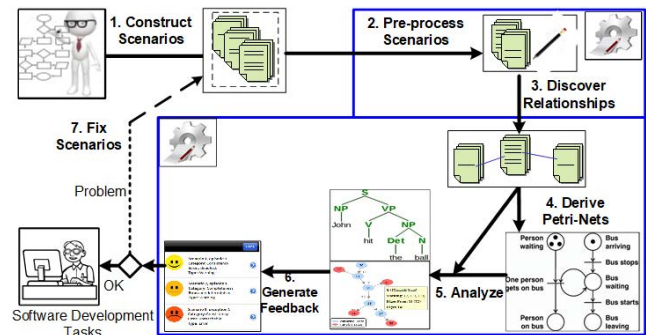 1. Construct
Scenarios
2. Pre-process
Scenarios
3. Discover
Relationships
7. Fix
Scenarios
Problem
4. Derive
Petri-Nets
S
NP
VP
John
V
NP
hit
Det
N
the
ball
Person
waiting
Bus
arriving
Bus stops
One person
gets on bus
Bus
waiting
Bus starts
Person
on bus
Bus
leaving
5. Analyze
6.
Generate
Feedback
OK
Software Development
Tasks